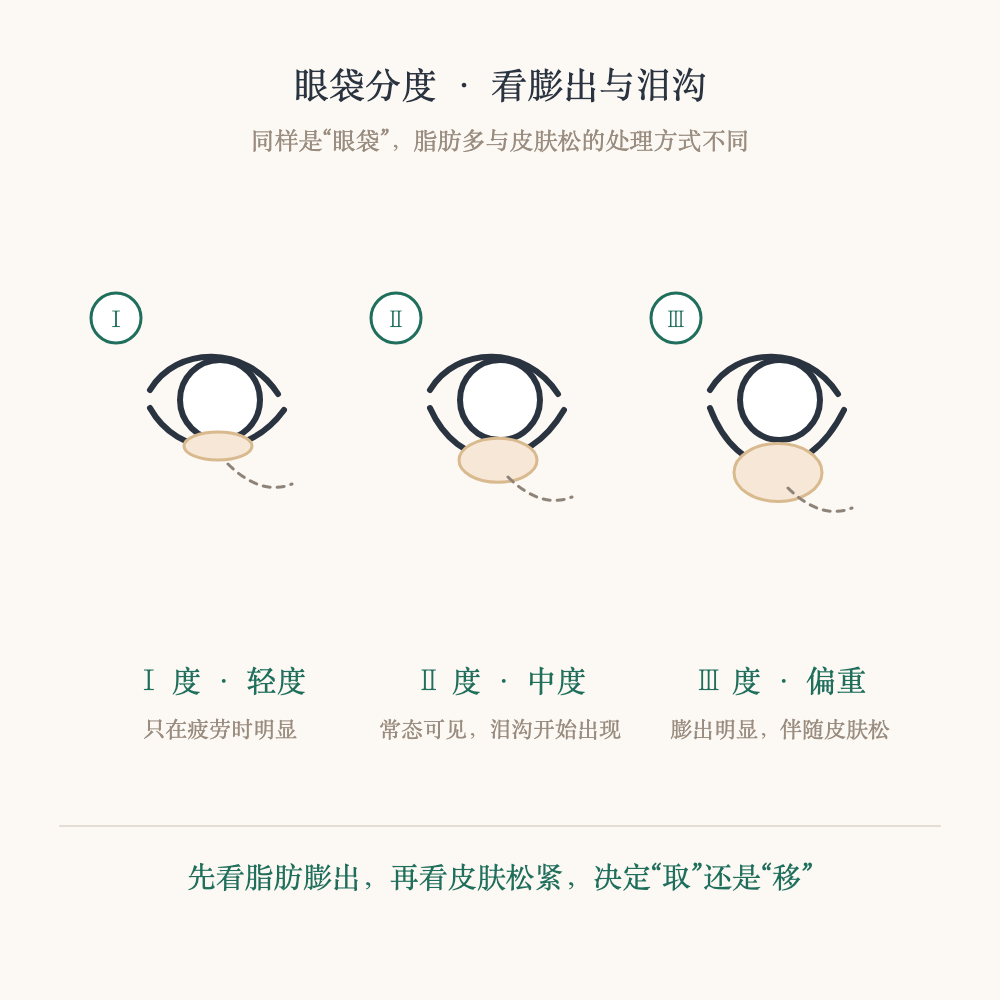 眼袋分度 · 看膨出与泪沟
同样是“眼袋”，脂肪多与皮肤松的处理方式不同
Ⅰ
Ⅱ
Ⅲ
Ⅰ 度 · 轻度
只在疲劳时明显
Ⅱ 度 · 中度
常态可见，泪沟开始出现
Ⅲ 度 · 偏重
膨出明显，伴随皮肤松
先看脂肪膨出，再看皮肤松紧，决定“取”还是“移”